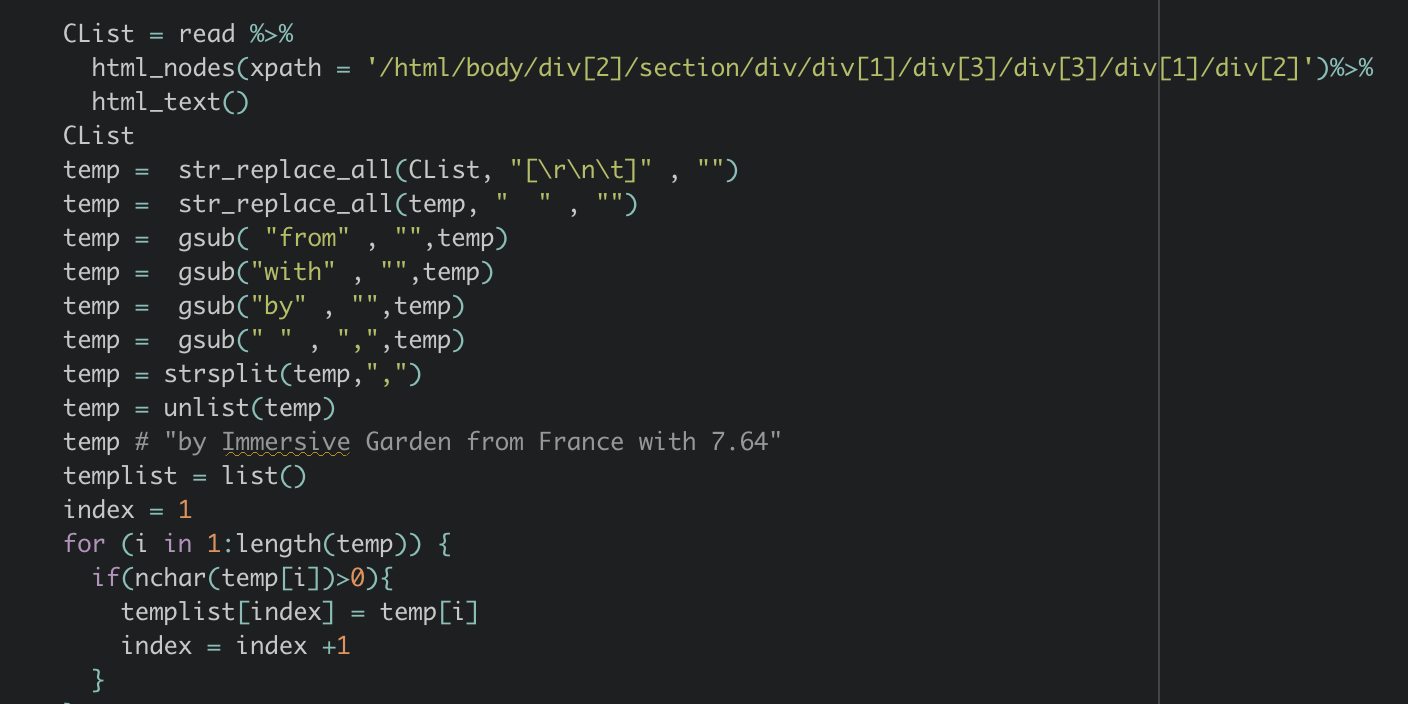 CList = read %>%
  html_nodes(xpath = '/html/body/div[2]/section/div/div[1]/div[3]/div[3]/div[1]/div[2]')%>%
  html_text()
CList
temp =  str_replace_all(CList, "[\r\n\t]" , "")
temp =  str_replace_all(temp, "  " , "")
temp =  gsub( "from" , "",temp)
temp =  gsub("with" , "",temp)
temp =  gsub("by" , "",temp)
temp =  gsub(" " , ",",temp)
temp = strsplit(temp,",")
temp = unlist(temp)
temp # "by Immersive Garden from France with 7.64"
templist = list()
index = 1
for (i in 1:length(temp)) {
  if(nchar(temp[i])>0){
    templist[index] = temp[i]
    index = index +1
  }